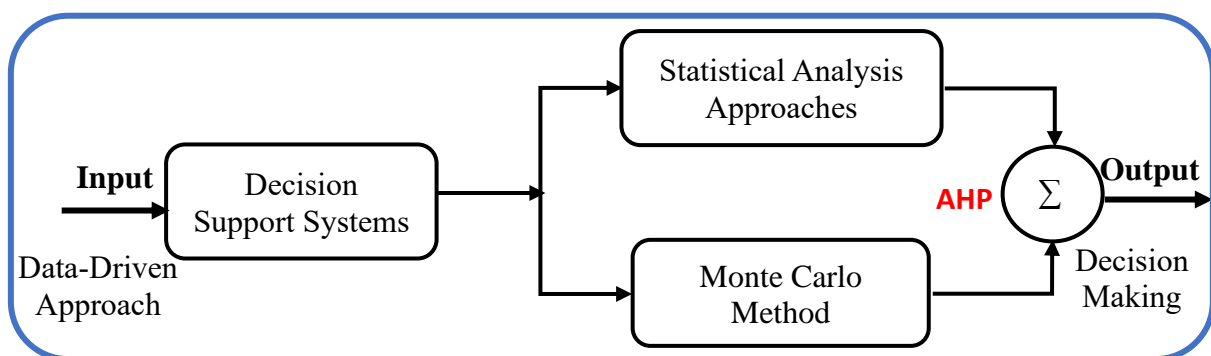 Input
Data-Driven
Approach
Decision
Support Systems
Statistical Analysis
Approaches
Monte Carlo
Method
AHP
Σ
Output
Decision
Making